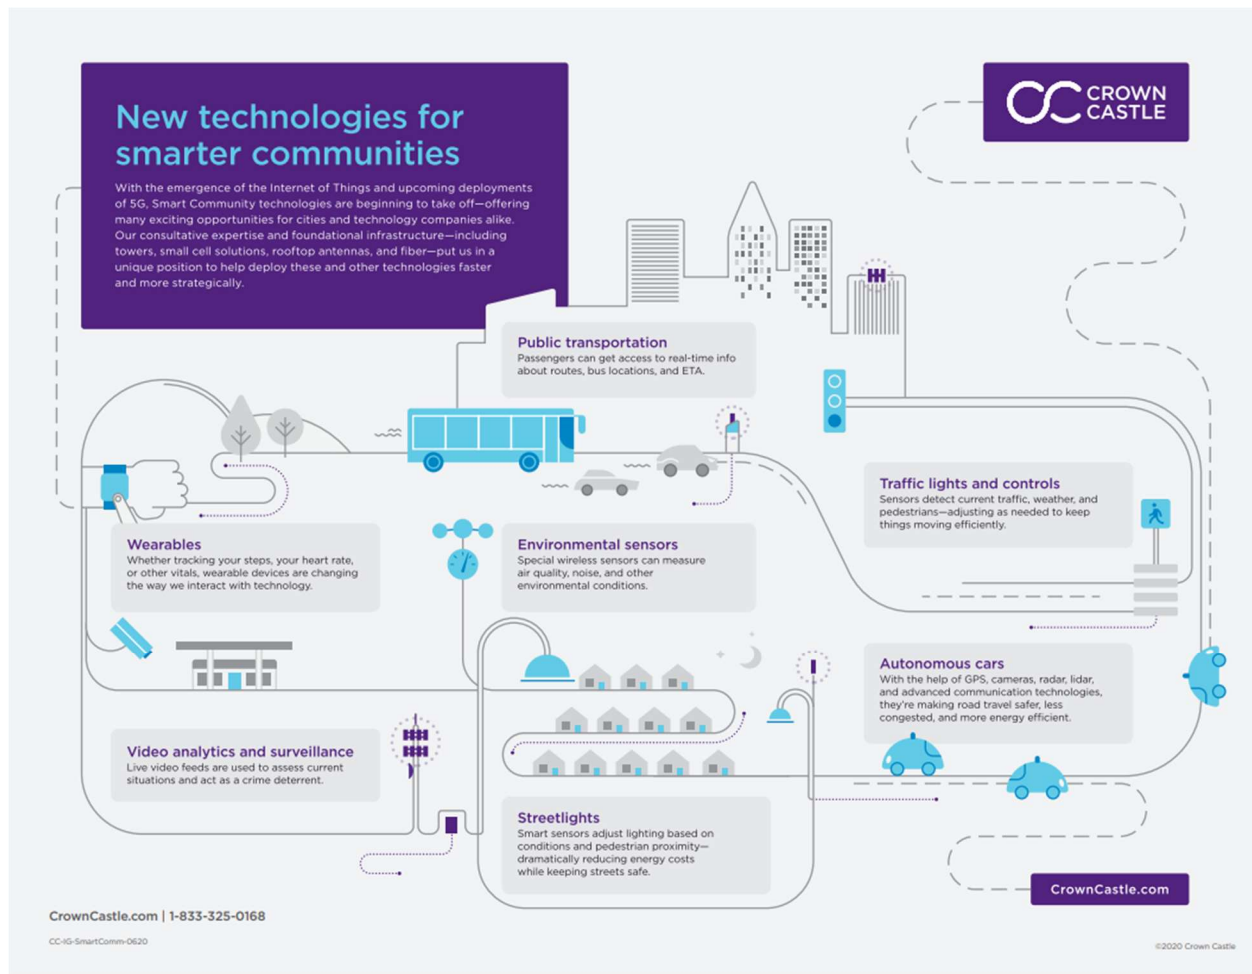 New technologies for
smarter communities
With the emergence of the Internet of Things and upcoming deployments
of 5G, Smart Community technologies are beginning to take off—offering
many exciting opportunities for cities and technology companies alike.
Our consultative expertise and foundational infrastructure—including
towers, small cell solutions, rooftop antennas, and fiber—put us in a
unique position to help deploy these and other technologies faster
and more strategically.
CROWN
CASTLE
Public transportation
Passengers can get access to real-time info
about routes, bus locations, and ETA.
Traffic lights and controls
Sensors detect current traffic, weather, and
pedestrians—adjusting as needed to keep
things moving efficiently.
Wearables
Whether tracking your steps, your heart rate,
or other vitals, wearable devices are changing
the way we interact with technology.
Environmental sensors
Special wireless sensors can measure
air quality, noise, and other
environmental conditions.
Autonomous cars
With the help of GPS, cameras, radar, lidar,
and advanced communication technologies,
they're making road travel safer, less
congested, and more energy efficient.
Video analytics and surveillance
Live video feeds are used to assess current
situations and act as a crime deterrent.
Streetlights
Smart sensors adjust lighting based on
conditions and pedestrian proximity—
dramatically reducing energy costs
while keeping streets safe.
CrownCastle.com
CrownCastle.com | 1-833-325-0168
CC-IG-SmartComm-0620
©2020 Crown Castle